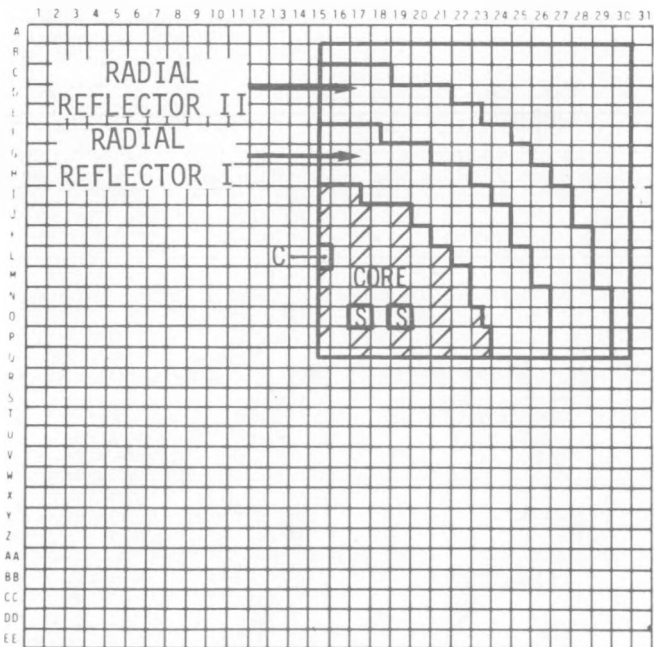 1 2 3 4 5 6 7 8 9 10 11 12 13 14 15 16 17 18 19 20 21 22 23 24 25 26 27 28 29 30 31
A
B
C
RADIAL
REFLECTOR II
RADIAL
G
H
REFLECTOR I
I
J
L
C
M
CORE
N
O
S S
P
R
S
T
U
V
W
X
Y
Z
AA
BB
CC
DD
EE